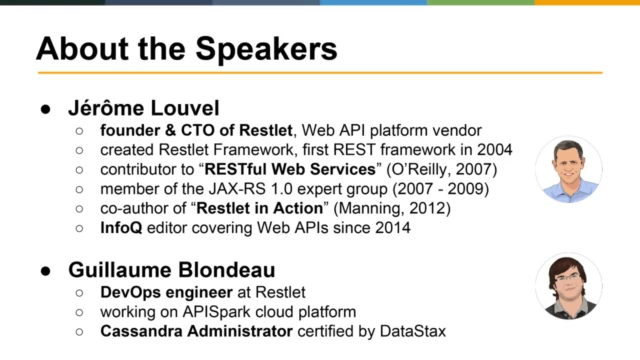 About the Speakers
● Jérôme Louvel
○ founder & CTO of Restlet, Web API platform vendor
○ created Restlet Framework, first REST framework in 2004
○ contributor to “RESTful Web Services” (O’Reilly, 2007)
○ member of the JAX-RS 1.0 expert group (2007 - 2009)
○ co-author of “Restlet in Action” (Manning, 2012)
○ InfoQ editor covering Web APIs since 2014
● Guillaume Blondeau
○ DevOps engineer at Restlet
○ working on APISpark cloud platform
○ Cassandra Administrator certified by DataStax